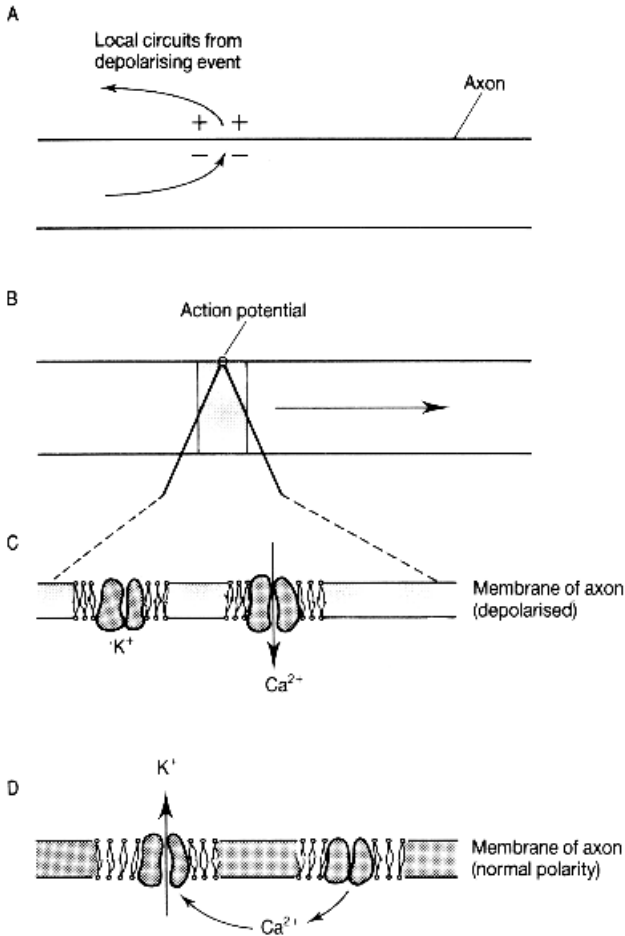 A
Local circuits from
depolarising event
Axon
+ +
– –
B
Action potential
C
Membrane of axon
(depolarised)
K⁺
Ca²⁺
K⁺
D
Membrane of axon
(normal polarity)
Ca²⁺